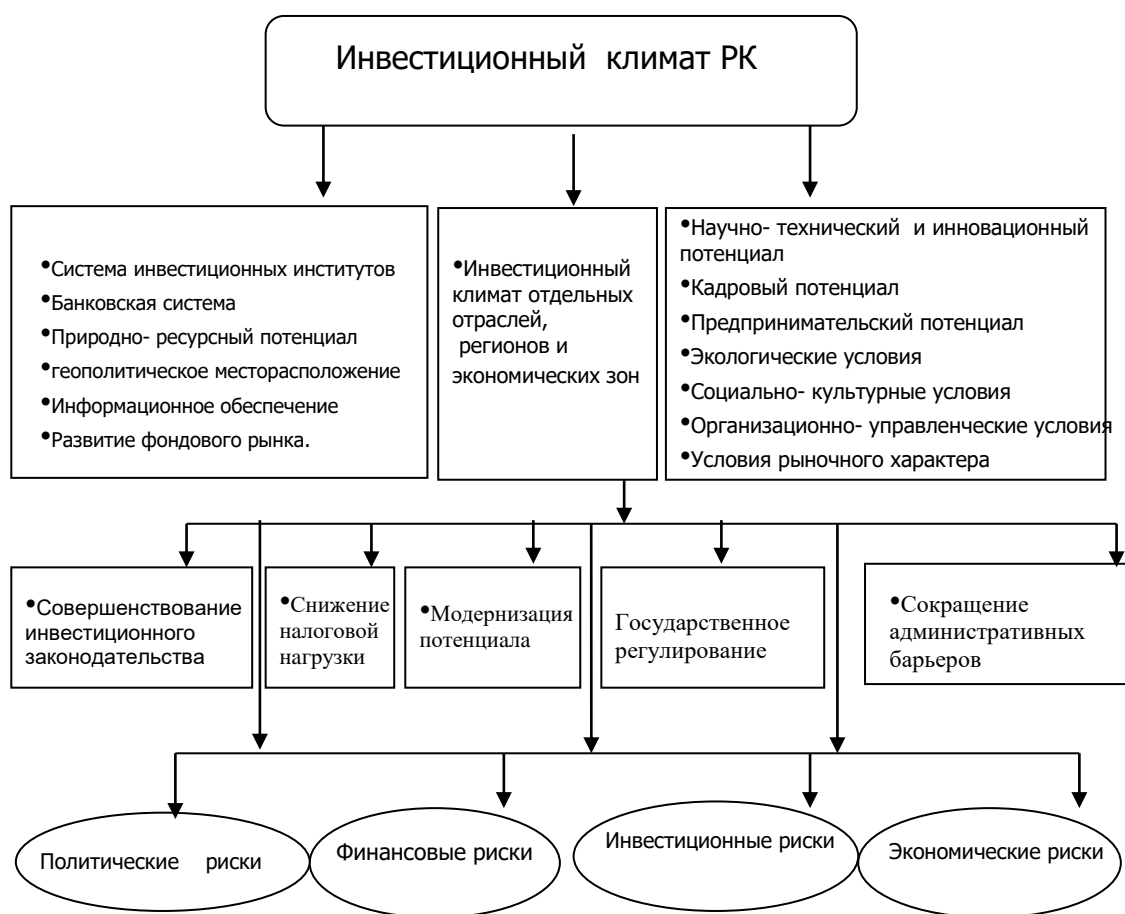 Инвестиционный климат РК
•Система инвестиционных институтов
•Банковская система
•Природно- ресурсный потенциал
•геополитическое месторасположение
•Информационное обеспечение
•Развитие фондового рынка.
•Инвестиционный
климат отдельных
отраслей,
регионов и
экономических зон
•Научно- технический и инновационный
потенциал
•Кадровый потенциал
•Предпринимательский потенциал
•Экологические условия
•Социально- культурные условия
•Организационно- управленческие условия
•Условия рыночного характера
•Совершенствование
инвестиционного
законодательства
•Снижение
налоговой
нагрузки
•Модернизация
потенциала
Государственное
регулирование
•Сокращение
административных
барьеров
Политические риски
Финансовые риски
Инвестиционные риски
Экономические риски